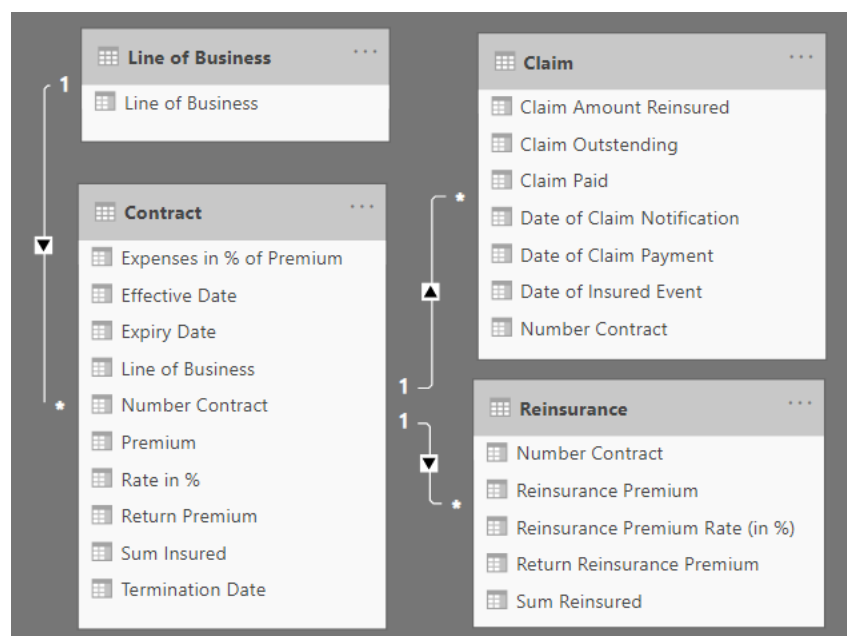 Line of Business
...
1
Line of Business
Contract
...
Expenses in % of Premium
Effective Date
Expiry Date
Line of Business
*
Number Contract
Premium
Rate in %
Return Premium
Sum Insured
Termination Date
Claim
...
Claim Amount Reinsured
Claim Outstending
*
Claim Paid
Date of Claim Notification
Date of Claim Payment
Date of Insured Event
Number Contract
1
1
Reinsurance
...
Number Contract
Reinsurance Premium
*
Reinsurance Premium Rate (in %)
Return Reinsurance Premium
Sum Reinsured